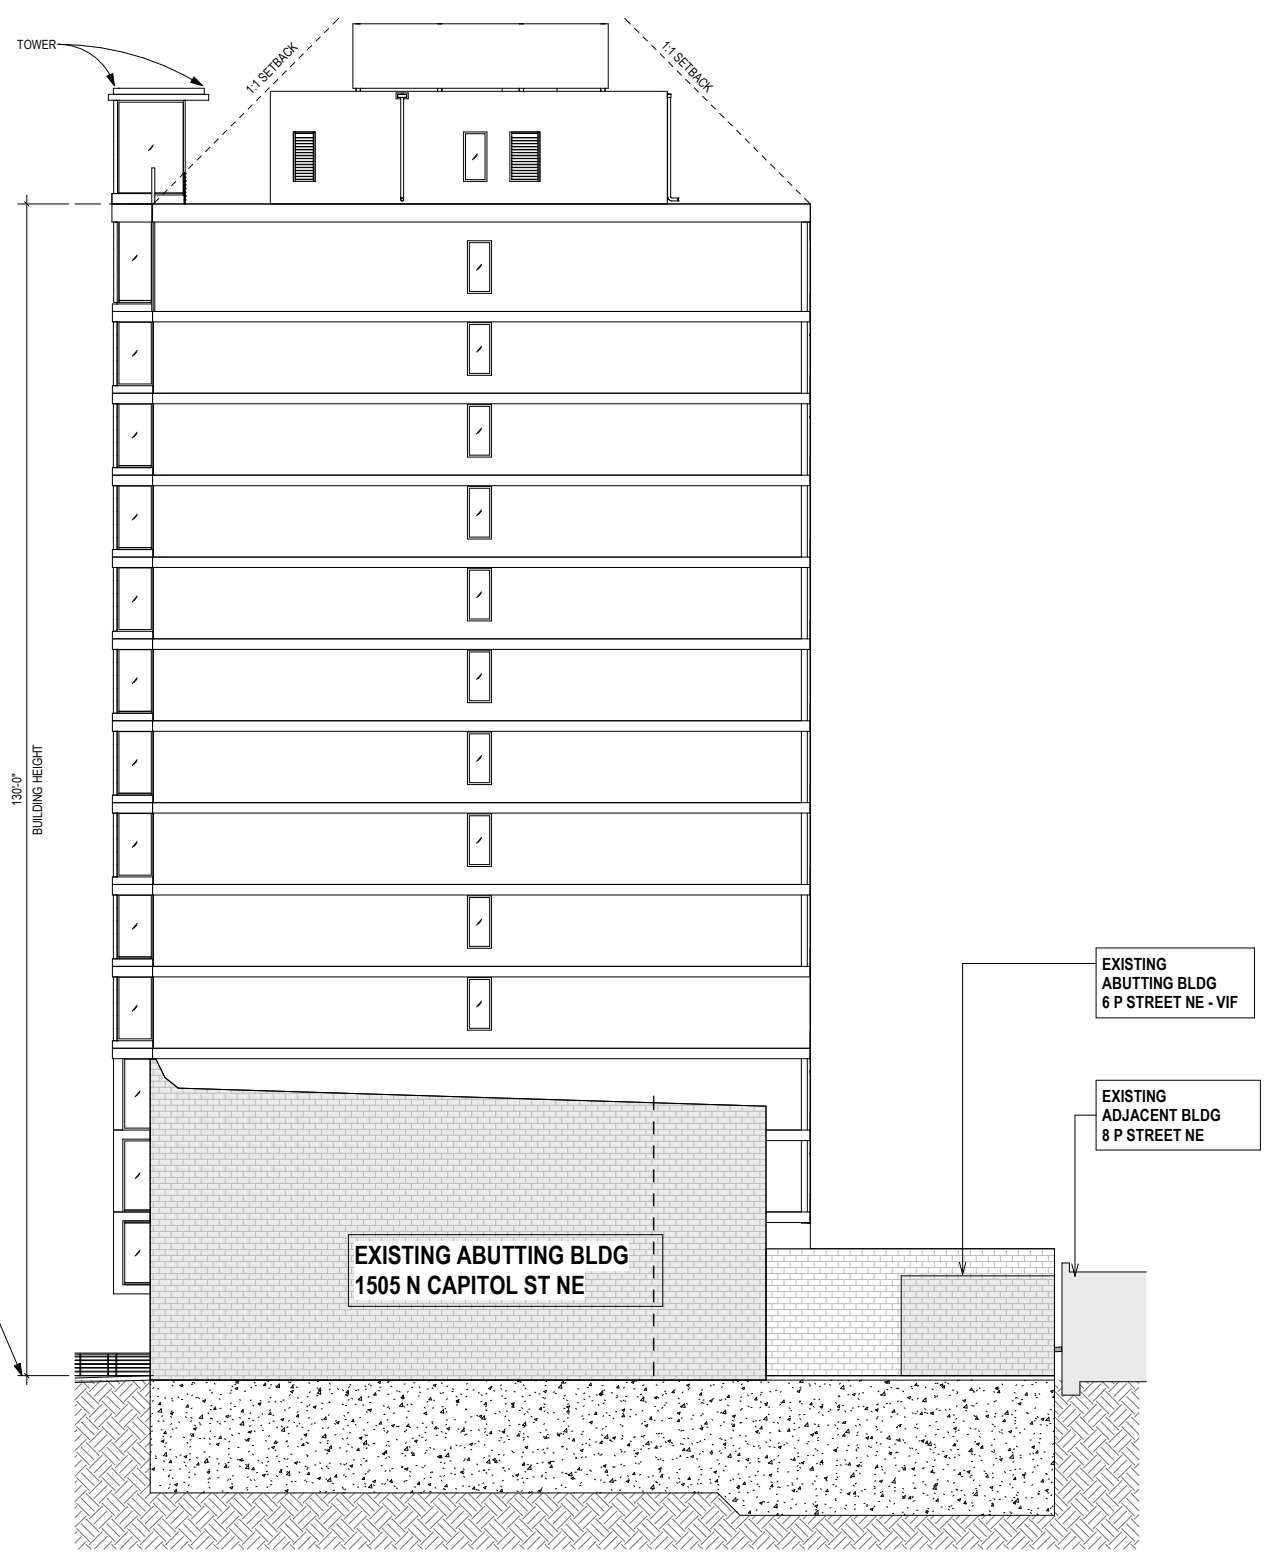 TOWER
1:1 SETBACK
1:1 SETBACK
130'-0"
BUILDING HEIGHT
EXISTING
ABUTTING BLDG
6 P STREET NE - VIF
EXISTING
ADJACENT BLDG
8 P STREET NE
EXISTING ABUTTING BLDG
1505 N CAPITOL ST NE